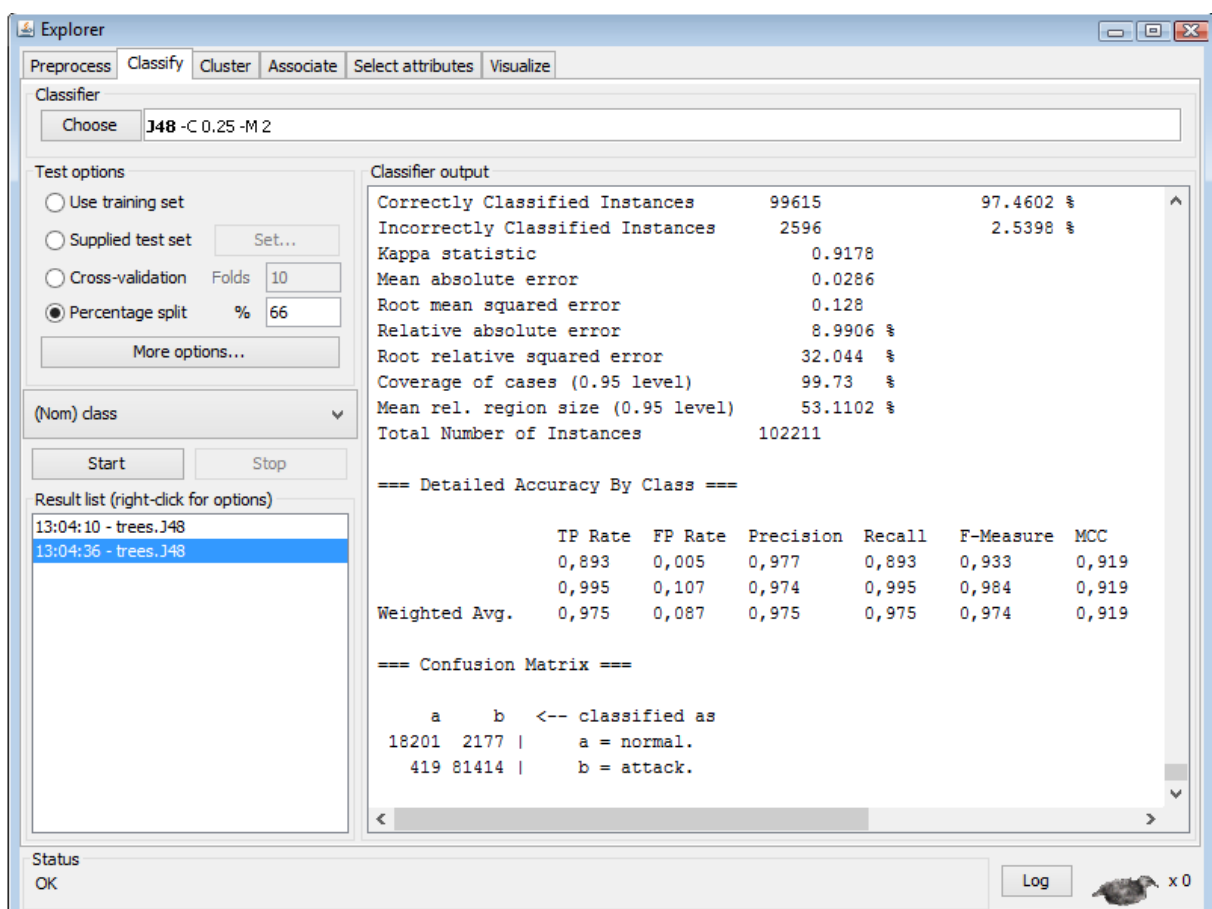 Explorer
Preprocess Classify Cluster Associate Select attributes Visualize
Classifier
Choose J48 -C 0.25 -M 2
Test options
Use training set
Supplied test set Set...
Cross-validation Folds 10
Percentage split % 66
More options...
(Nom) class
Start Stop
Result list (right-click for options)
13:04:10 - trees.J48
13:04:36 - trees.J48
Classifier output
Correctly Classified Instances 99615 97.4602 %
Incorrectly Classified Instances 2596 2.5398 %
Kappa statistic 0.9178
Mean absolute error 0.0286
Root mean squared error 0.128
Relative absolute error 8.9906 %
Root relative squared error 32.044 %
Coverage of cases (0.95 level) 99.73 %
Mean rel. region size (0.95 level) 53.1102 %
Total Number of Instances 102211
=== Detailed Accuracy By Class ===
TP Rate FP Rate Precision Recall F-Measure MCC
0,893 0,005 0,977 0,893 0,933 0,919
0,995 0,107 0,974 0,995 0,984 0,919
Weighted Avg. 0,975 0,087 0,975 0,975 0,974 0,919
=== Confusion Matrix ===
a b <-- classified as
18201 2177 | a = normal.
419 81414 | b = attack.
Status
OK
Log x 0